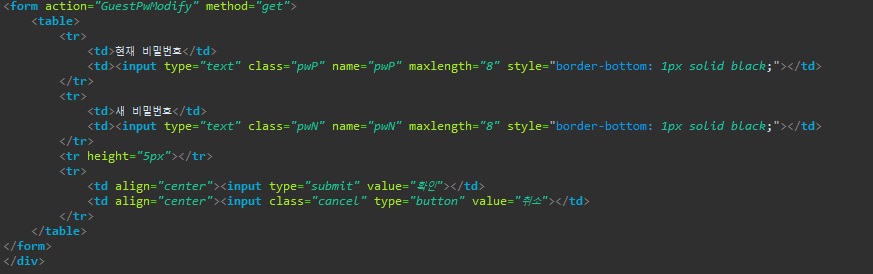 <form action="GuestPwModify" method="get">
<table>
<tr>
<td>현재 비밀번호</td>
<td><input type="text" class="pwP" name="pwP" maxlength="8" style="border-bottom: 1px solid black;"></td>
</tr>
<tr>
<td>새 비밀번호</td>
<td><input type="text" class="pwN" name="pwN" maxlength="8" style="border-bottom: 1px solid black;"></td>
</tr>
<tr height="5px"></tr>
<tr>
<td align="center"><input type="submit" value="확인"></td>
<td align="center"><input class="cancel" type="button" value="취소"></td>
</tr>
</table>
</form>
</div>